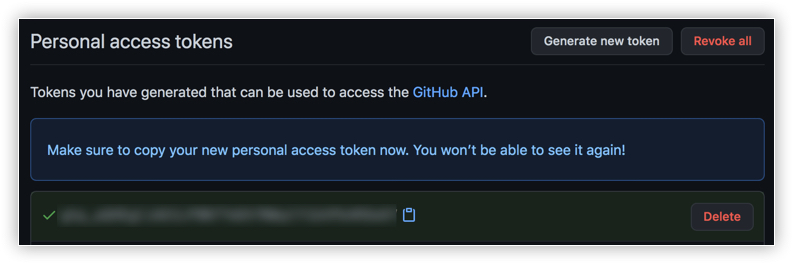 Personal access tokens
Generate new token
Revoke all
Tokens you have generated that can be used to access the GitHub API.
Make sure to copy your new personal access token now. You won’t be able to see it again!
Delete